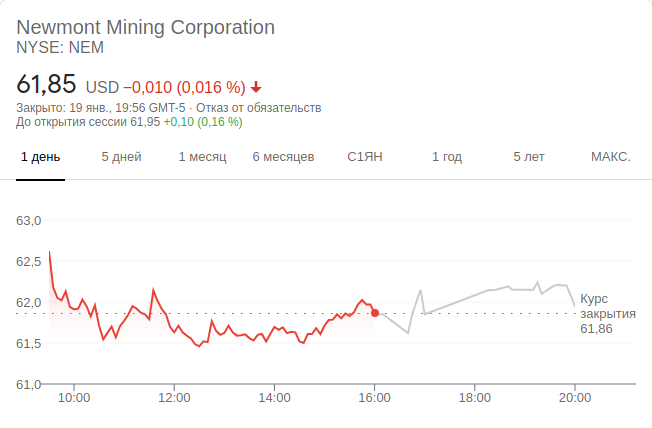 Newmont Mining Corporation
NYSE: NEM
61,85 USD −0,010 (0,016 %)
Закрыто: 19 янв., 19:56 GMT-5 · Отказ от обязательств
До открытия сессии 61,95 +0,10 (0,16 %)
1 день 5 дней 1 месяц 6 месяцев С1ЯН 1 год 5 лет МАКС.
63,0
62,5
62,0
61,5
61,0
Курс
закрытия
61,86
10:00 12:00 14:00 16:00 18:00 20:00